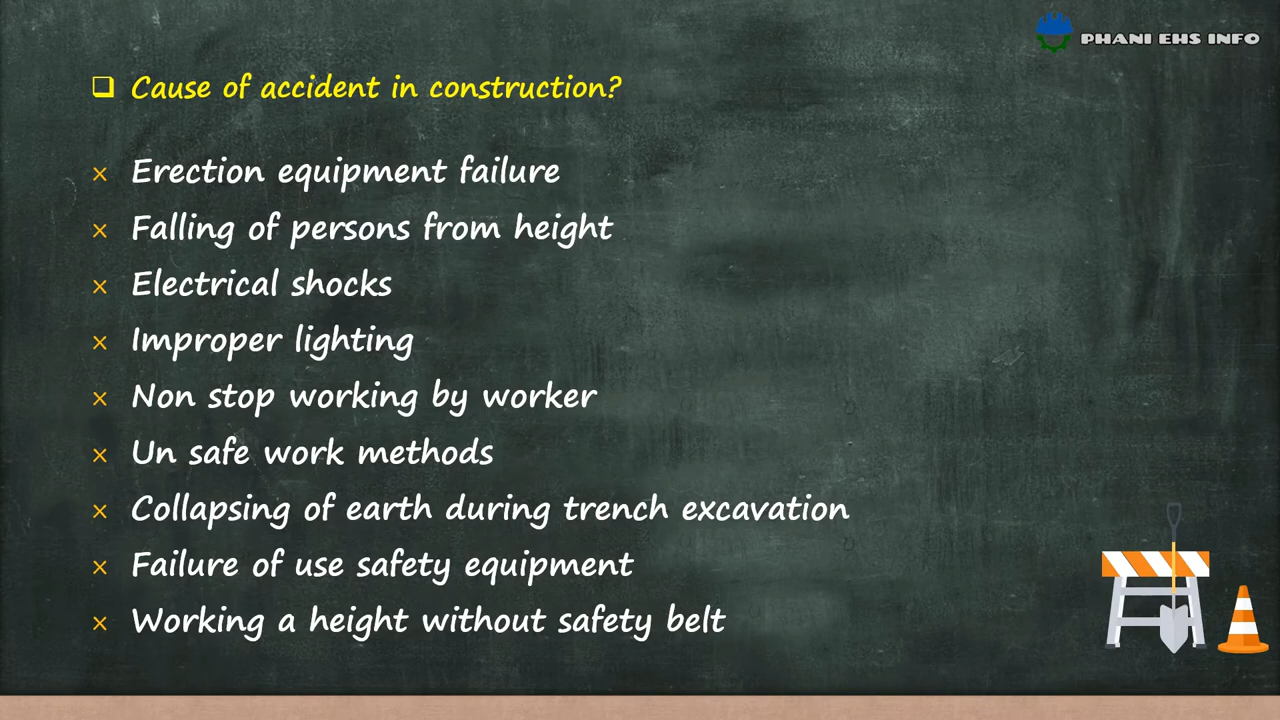 PHANI EHS INFO
Cause of accident in construction?
Erection equipment failure
Falling of persons from height
Electrical shocks
Improper lighting
Non stop working by worker
Un safe work methods
Collapsing of earth during trench excavation
Failure of use safety equipment
Working a height without safety belt